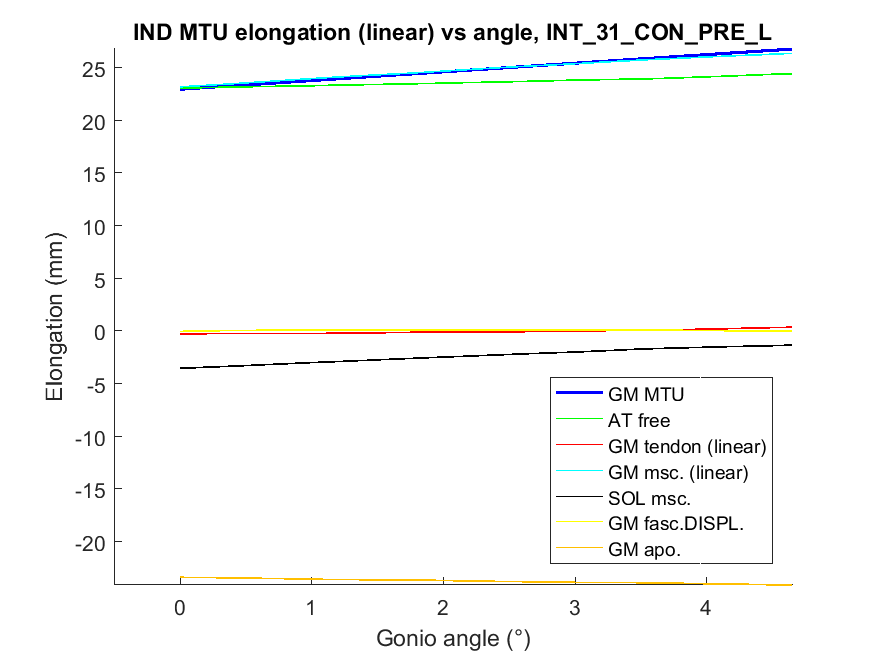 IND MTU elongation (linear) vs angle, INT_31_CON_PRE_L
25
20
15
10
5
0
-5
-10
-15
-20
Elongation (mm)
GM MTU
AT free
GM tendon (linear)
GM msc. (linear)
SOL msc.
GM fasc.DISPL.
GM apo.
0 1 2 3 4
Gonio angle (°)